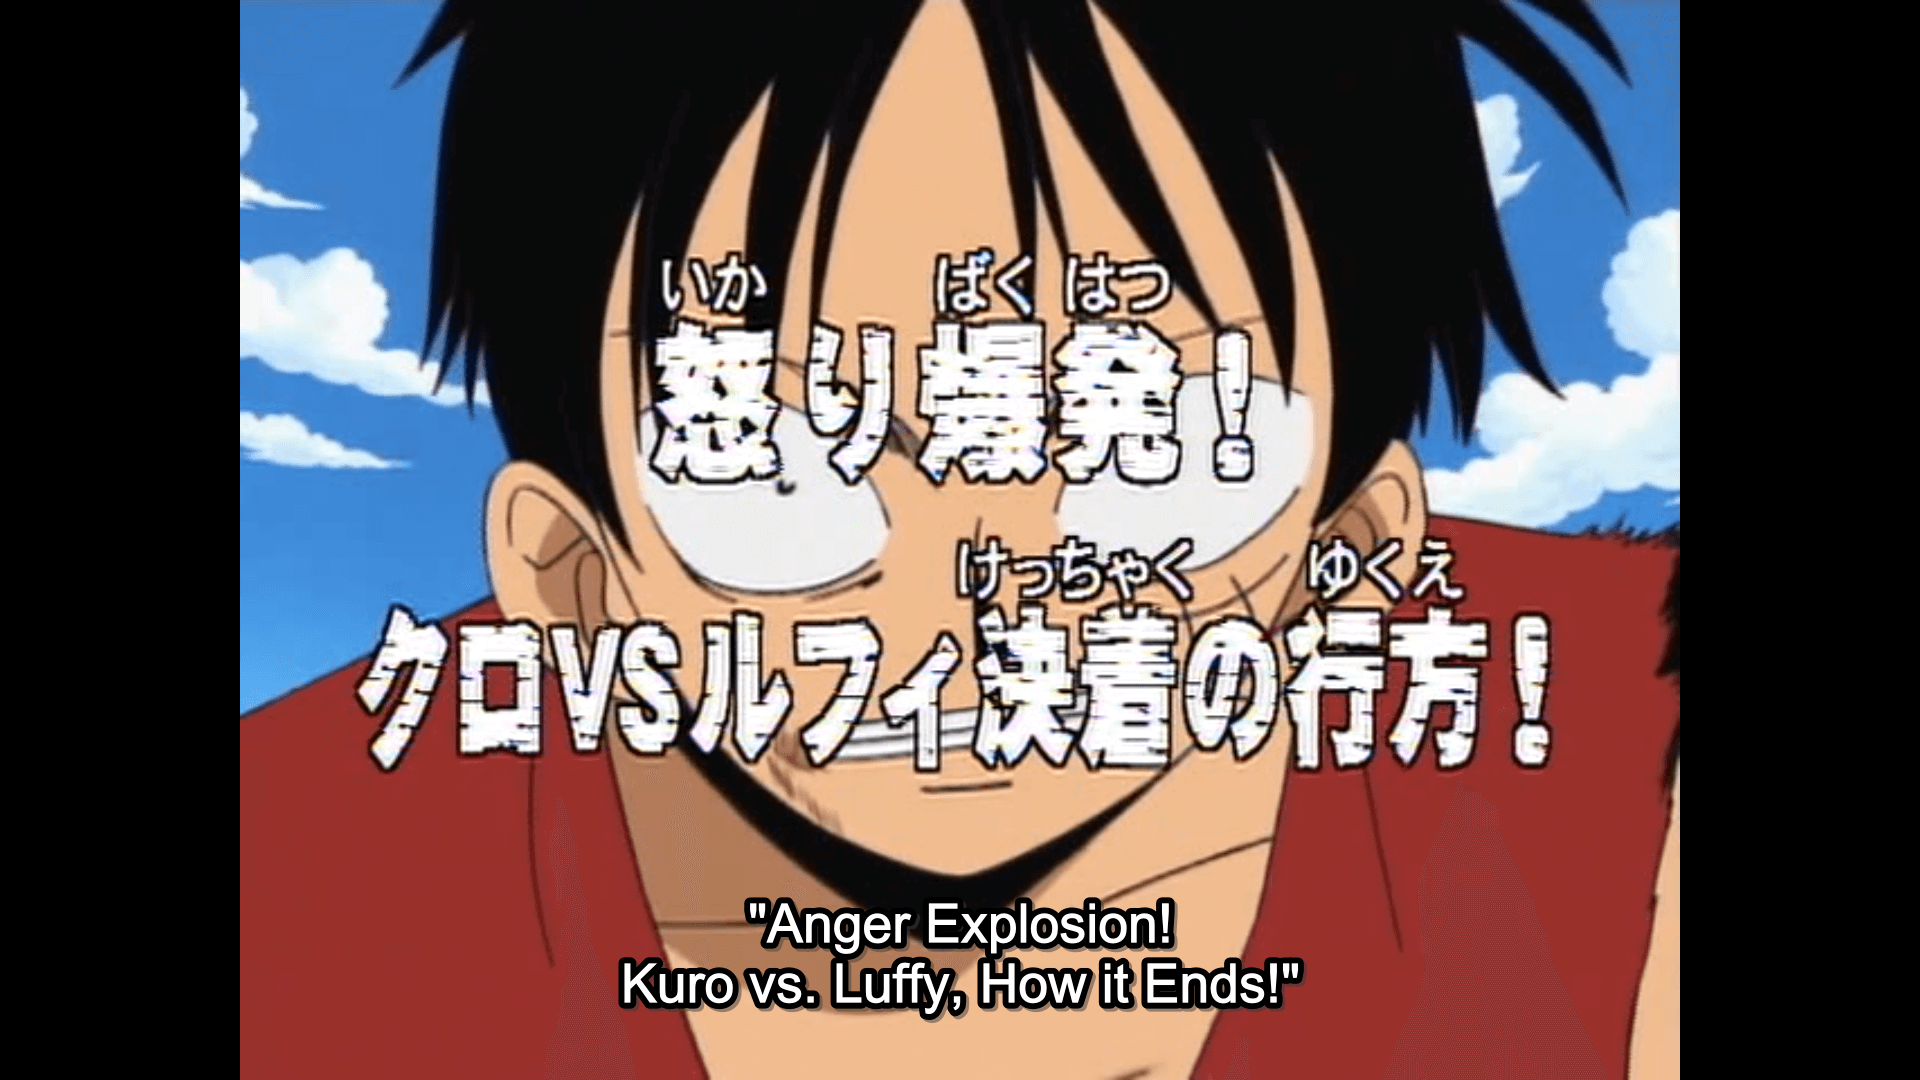 いか ばく はつ
怒り爆発!
けっちゃく ゆくえ
クロVSルフィ決着の行方!
"Anger Explosion!
Kuro vs. Luffy, How it Ends!"